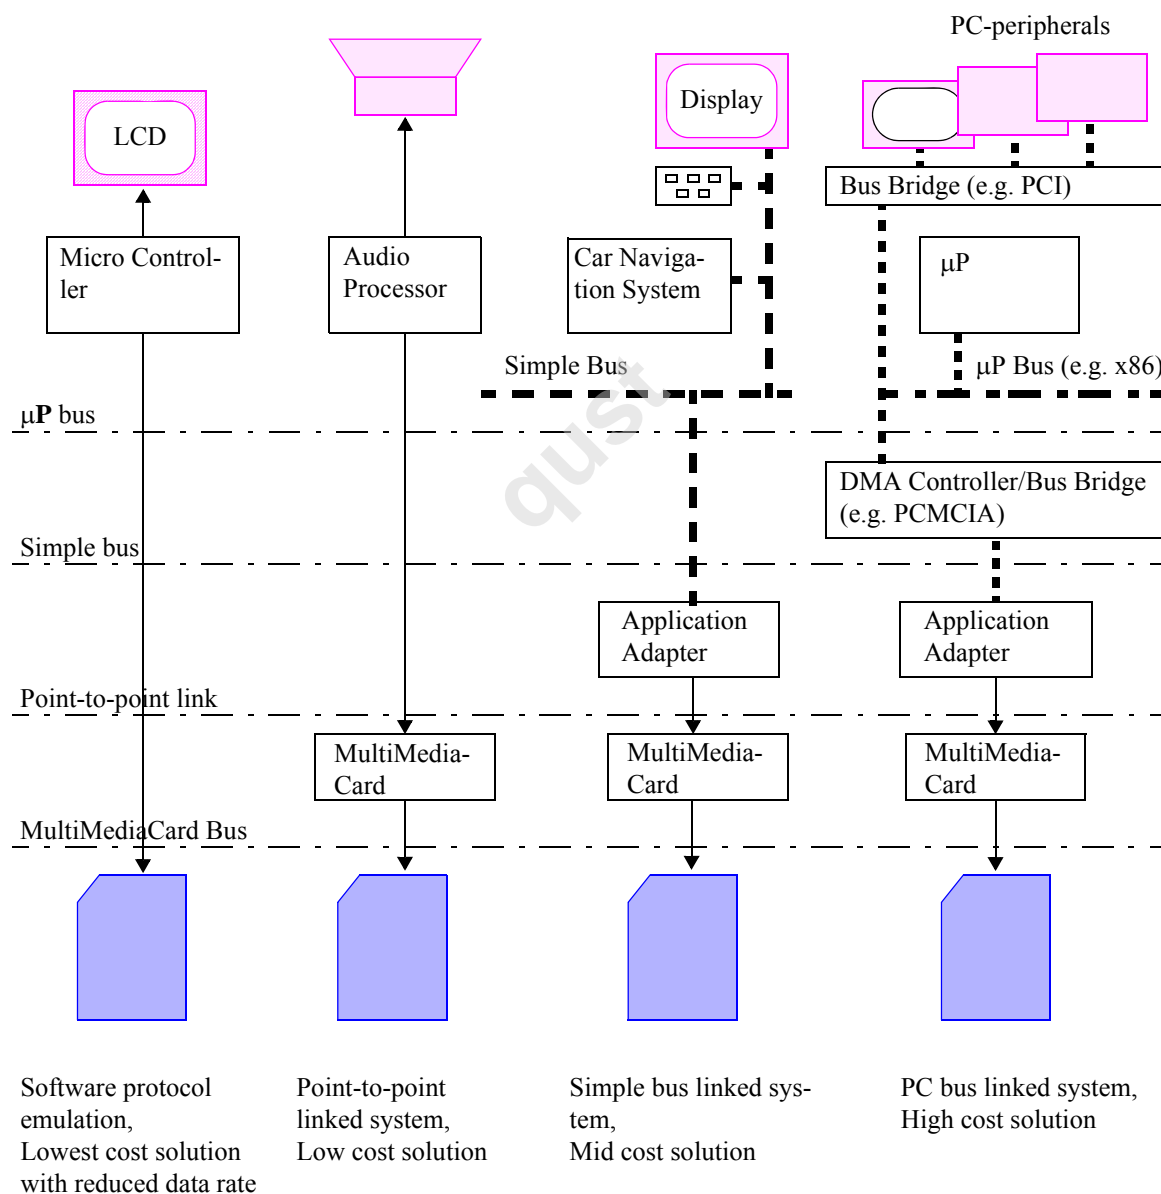 PC-peripherals
LCD
Display
Bus Bridge (e.g. PCI)
Micro Control-
ler
Audio
Processor
Car Naviga-
tion System
μP
Simple Bus
μP Bus (e.g. x86)
μP bus
qust
DMA Controller/Bus Bridge
(e.g. PCMCIA)
Simple bus
Application
Adapter
Application
Adapter
Point-to-point link
MultiMedia-
Card
MultiMedia-
Card
MultiMedia-
Card
MultiMediaCard Bus
Software protocol
emulation,
Lowest cost solution
with reduced data rate
Point-to-point
linked system,
Low cost solution
Simple bus linked sys-
tem,
Mid cost solution
PC bus linked system,
High cost solution